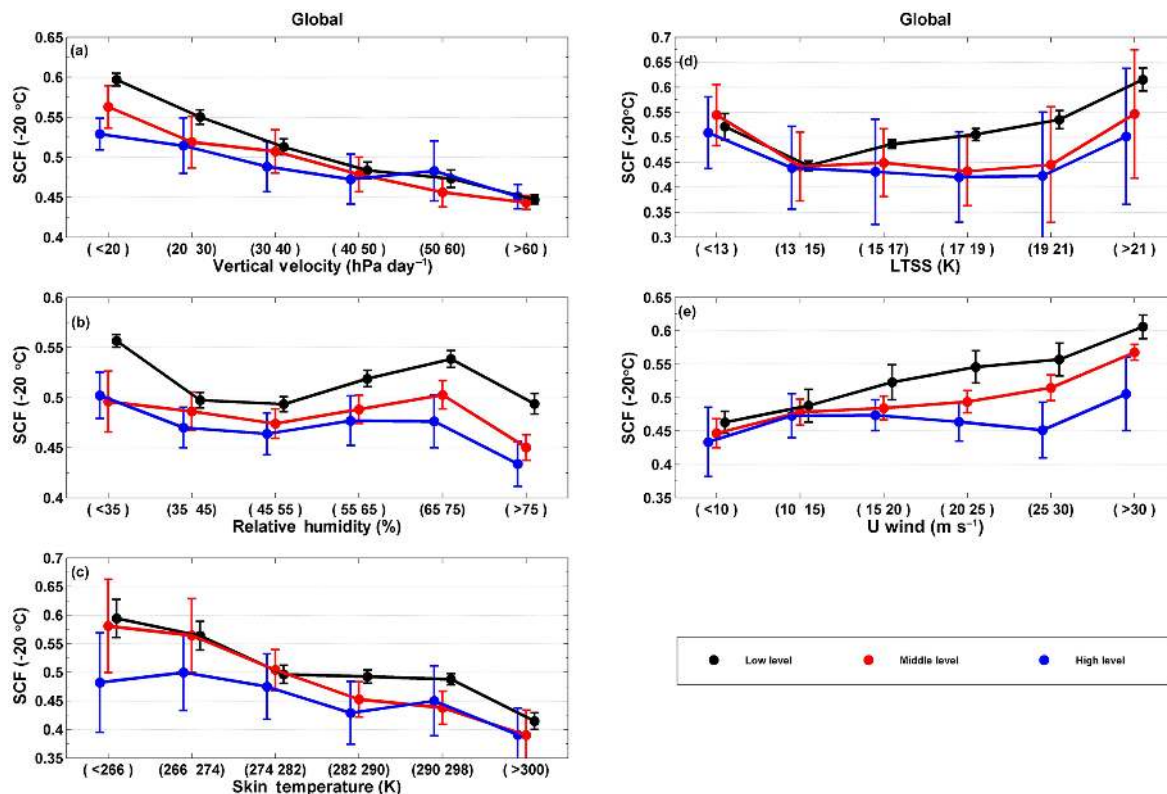 Global
(a)
SCF (-20 °C)
0.65
0.6
0.55
0.5
0.45
0.4
( <20 ) (20 30) (30 40) (40 50) (50 60) (>60)
Vertical velocity (hPa day⁻¹)
(b)
SCF (-20 °C)
0.6
0.55
0.5
0.45
0.4
( <35 ) (35 45) (45 55) (55 65) (65 75) (>75)
Relative humidity (%)
(c)
SCF (-20 °C)
0.7
0.65
0.6
0.55
0.5
0.45
0.4
0.35
( <266 ) (266 274) (274 282) (282 290) (290 298) ( >300)
Skin temperature (K)
Global
(d)
SCF (-20°C)
0.7
0.65
0.6
0.55
0.5
0.45
0.4
0.35
0.3
( <13 ) (13 15) (15 17) (17 19) (19 21) ( >21)
LTSS (K)
(e)
SCF (-20°C)
0.65
0.6
0.55
0.5
0.45
0.4
0.35
( <10 ) (10 15) ( 15 20) ( 20 25) (25 30) ( >30)
U wind (m s⁻¹)
Low level Middle level High level